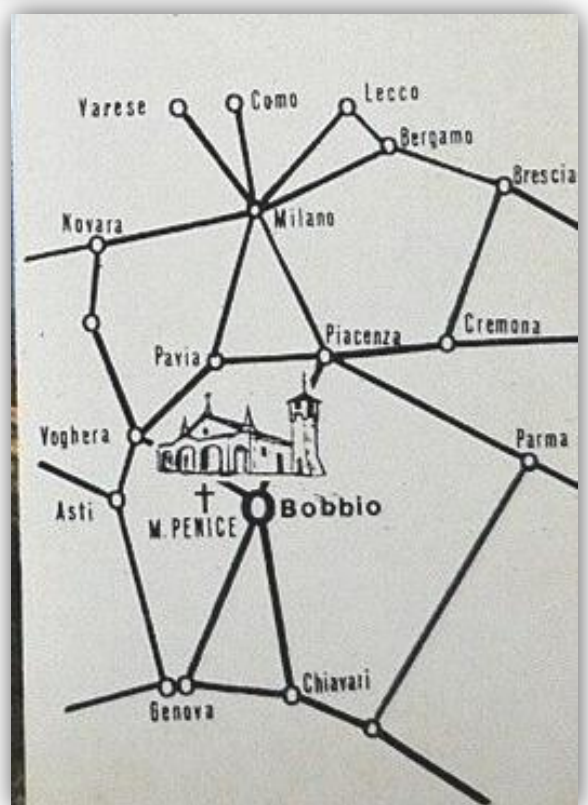 Varese
Como
Lecco
Bergamo
Brescia
Novara
Milano
Piacenza
Cremona
Pavia
Voghera
Parma
Asti
M. PENICE
Bobbio
Chiavari
Genova